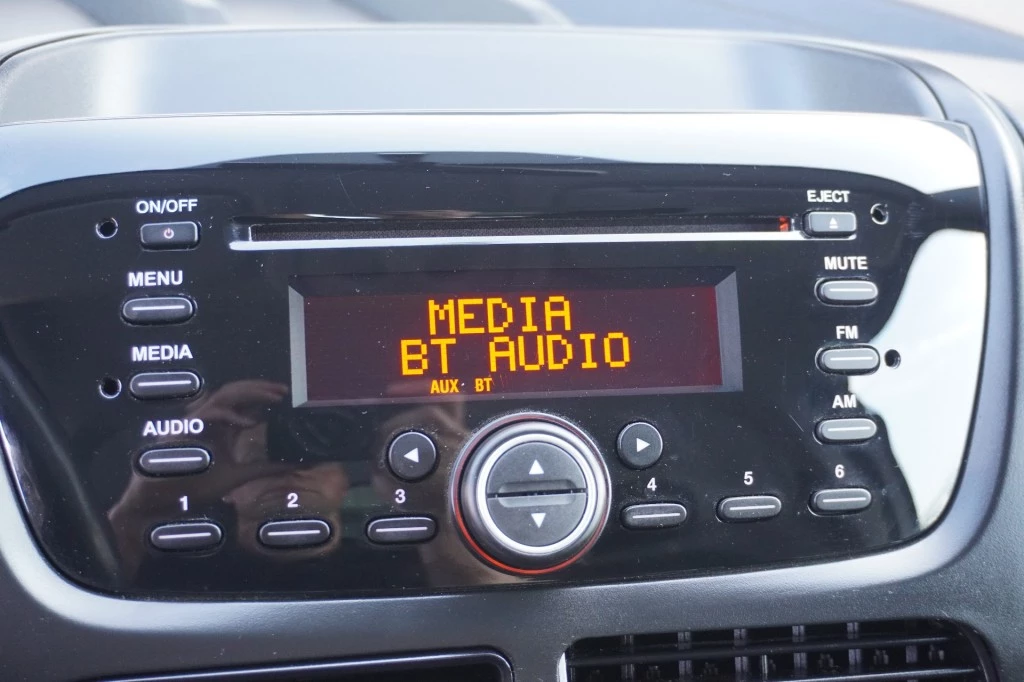 ON/OFF
EJECT
MENU
MUTE
MEDIA
BT AUDIO
AUX BT
MEDIA
FM
AUDIO
AM
1
2
3
4
5
6